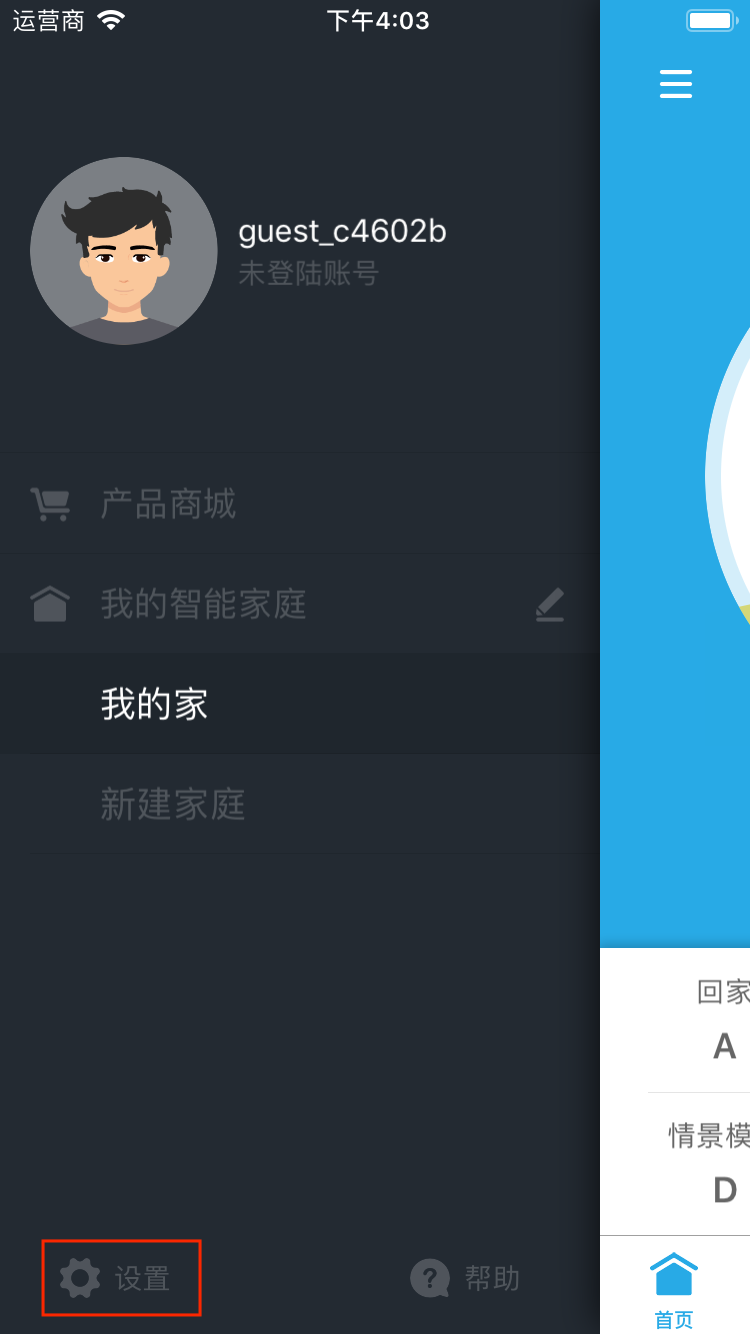 运营商 下午4:03
guest_c4602b
未登陆账号
产品商城
我的智能家庭
我的家
新建家庭
回家
A
情景模
D
设置 帮助
首页